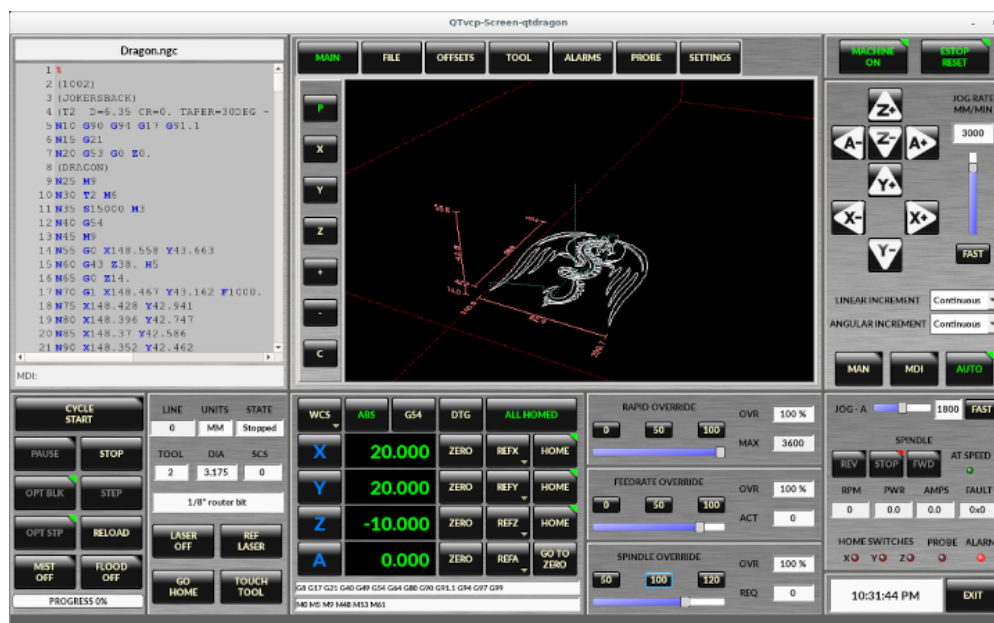 QTvcp-Screen-qtdragon
Dragon.ngc
1 %
2 (1002)
3 (JOKERSBACK)
4 (T2 D=6.35 CR=0. TAPER=30DEG -
5 N10 G90 G94 G17 G91.1
6 N15 G21
7 N20 G53 G0 Z0.
8 (DRAGON)
9 N25 M9
10 N30 T2 M6
11 N35 S15000 M3
12 N40 G54
13 N45 M9
14 N55 G0 X148.558 Y43.663
15 N60 G43 Z38. H5
16 N65 G0 Z14.
17 N70 G1 X148.467 Y43.162 F1000.
18 N75 X148.428 Y42.941
19 N80 X148.396 Y42.747
20 N85 X148.37 Y42.586
21 N90 X148.352 Y42.462
MDI:
MAIN FILE OFFSETS TOOL ALARMS PROBE SETTINGS
P
X
Y
Z
+
-
C
MACHINE ON
ESTOP RESET
JOG RATE
MM/MIN
3000
Z+
A- Z- A+
Y+
X- X+
Y-
FAST
LINEAR INCREMENT Continuous
ANGULAR INCREMENT Continuous
MAN MDI AUTO
CYCLE START
PAUSE STOP
OPT BLK STEP
OPT STP RELOAD
MIST OFF
FLOOD OFF
PROGRESS 0%
LINE UNITS STATE
0 MM Stopped
TOOL DIA SCS
2 3.175 0
1/8" router bit
LASER OFF
REF LASER
GO HOME
TOUCH TOOL
WCS ABS G54 DTG ALL HOMED
X 20.000 ZERO REFX HOME
Y 20.000 ZERO REFY HOME
Z -10.000 ZERO REFZ HOME
A 0.000 ZERO REFA GO TO ZERO
G8 G17 G21 G40 G49 G54 G64 G80 G90 G91.1 G94 G97 G99
M0 M5 M9 M48 M53 M61
RAPID OVERRIDE
0 50 100
OVR 100 %
MAX 3600
FEEDRATE OVERRIDE
0 50 100
OVR 100 %
ACT 0
SPINDLE OVERRIDE
50 100 120
OVR 100 %
REQ 0
JOG - A 1800 FAST
SPINDLE
REV STOP FWD
AT SPEED
RPM PWR AMPS FAULT
0 0.0 0.0 0x0
HOME SWITCHES PROBE ALARM
X Y Z
10:31:44 PM
EXIT